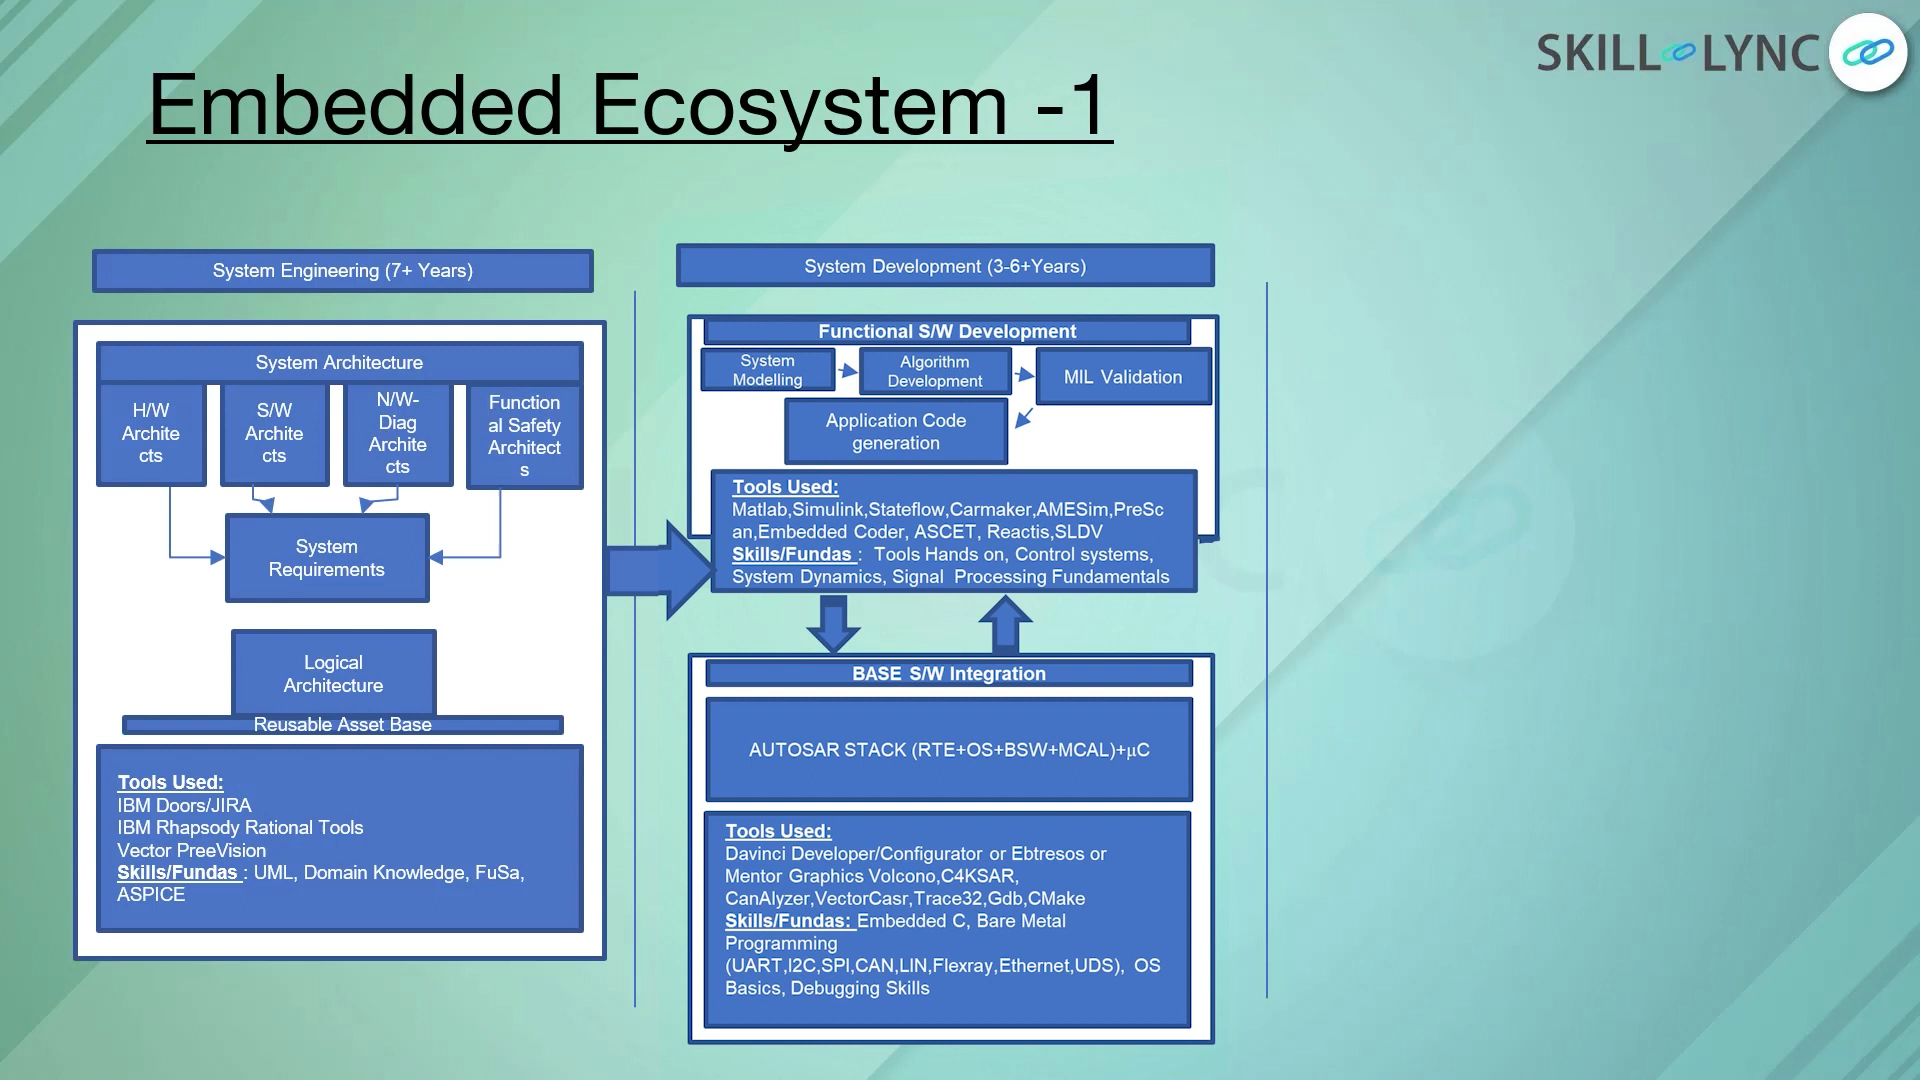 SKILL LYNC
Embedded Ecosystem -1
System Engineering (7+ Years)
System Architecture
H/W
Archite
cts
S/W
Archite
cts
N/W-
Diag
Archite
cts
Function
al Safety
Architect
s
System
Requirements
Logical
Architecture
Reusable Asset Base
Tools Used:
IBM Doors/JIRA
IBM Rhapsody Rational Tools
Vector PreeVision
Skills/Fundas : UML, Domain Knowledge, FuSa,
ASPICE
System Development (3-6+Years)
Functional S/W Development
System
Modelling
Algorithm
Development
MIL Validation
Application Code
generation
Tools Used:
Matlab,Simulink,Stateflow,Carmaker,AMESim,PreSc
an,Embedded Coder, ASCET, Reactis,SLDV
Skills/Fundas : Tools Hands on, Control systems,
System Dynamics, Signal Processing Fundamentals
BASE S/W Integration
AUTOSAR STACK (RTE+OS+BSW+MCAL)+µC
Tools Used:
Davinci Developer/Configurator or Ebtresos or
Mentor Graphics Volcono,C4KSAR,
CanAlyzer,VectorCasr,Trace32,Gdb,CMake
Skills/Fundas: Embedded C, Bare Metal
Programming
(UART,I2C,SPI,CAN,LIN,Flexray,Ethernet,UDS), OS
Basics, Debugging Skills